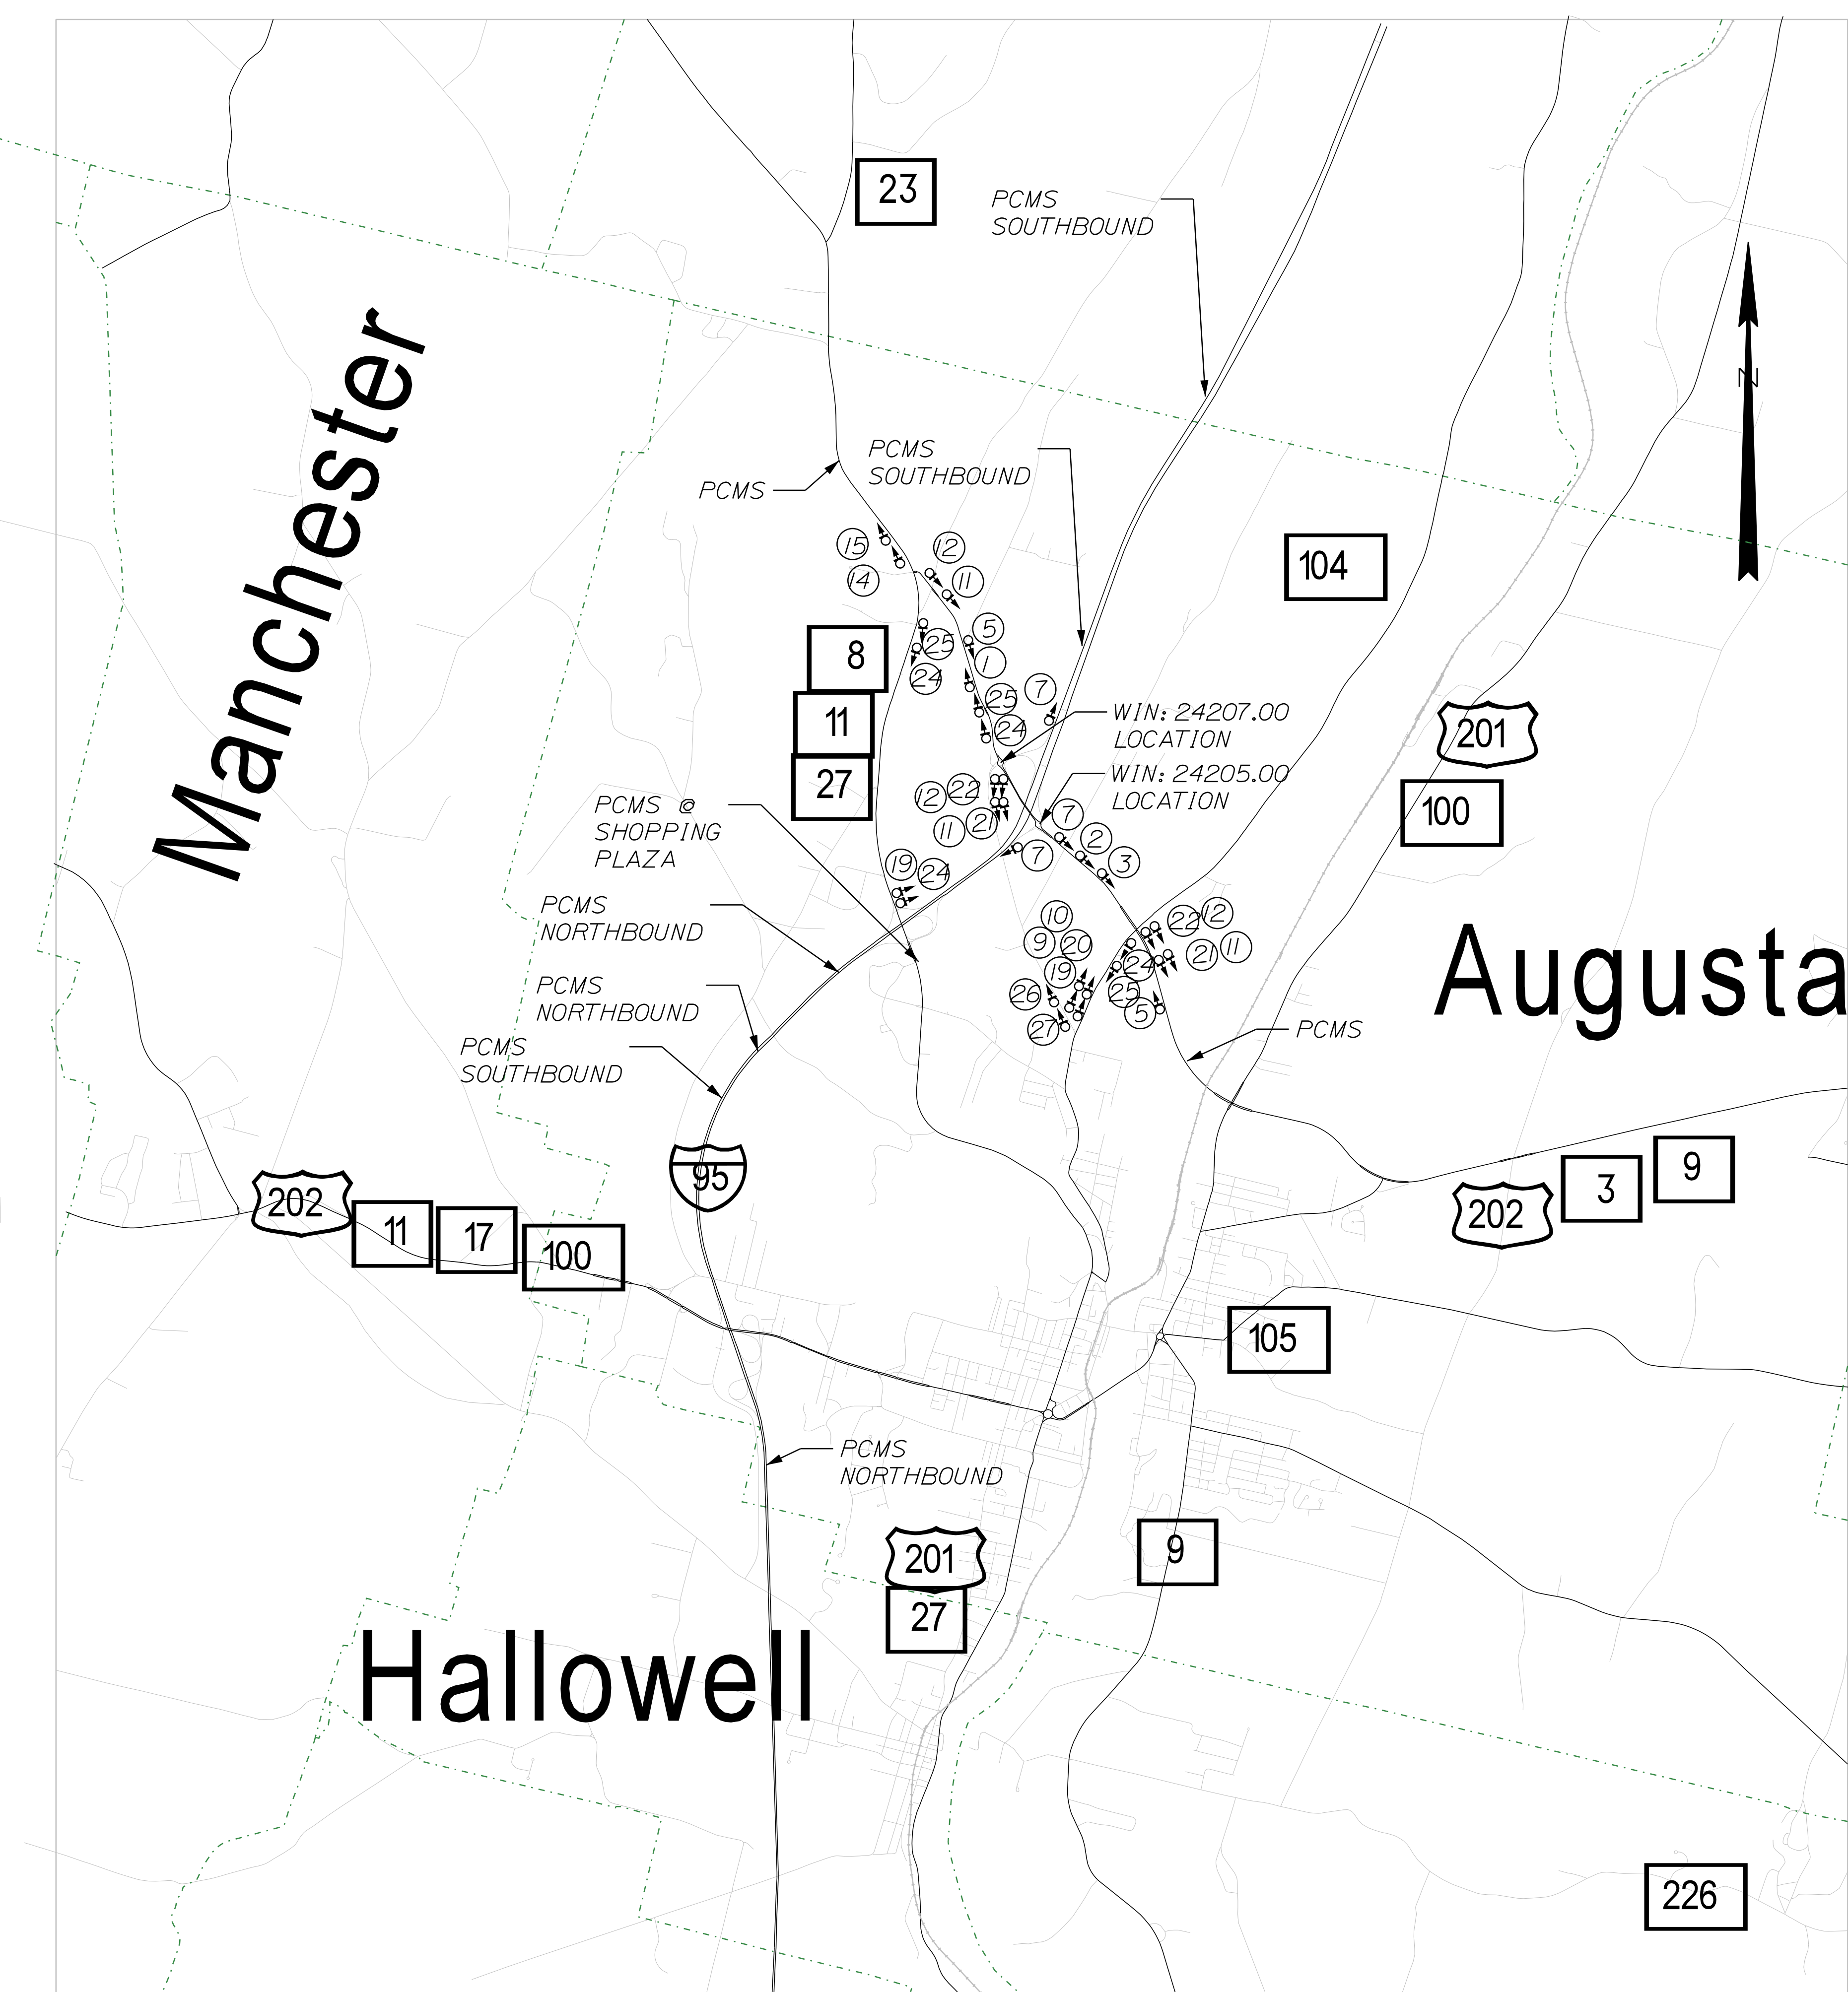 23
PCMS
SOUTHBOUND
Manchester
N
PCMS
SOUTHBOUND
PCMS
104
15
12
14
11
5
25
1
24
8
11
27
25
7
24
WIN: 24207.00
LOCATION
WIN: 24205.00
LOCATION
201
100
PCMS @
SHOPPING
PLAZA
12
22
11
21
7
2
3
7
19
24
PCMS
NORTHBOUND
10
9
20
19
26
27
22
12
21
11
24
25
5
Augusta
PCMS
NORTHBOUND
PCMS
PCMS
SOUTHBOUND
95
202
11
17
100
202
3
9
105
PCMS
NORTHBOUND
201
27
9
Hallowell
226